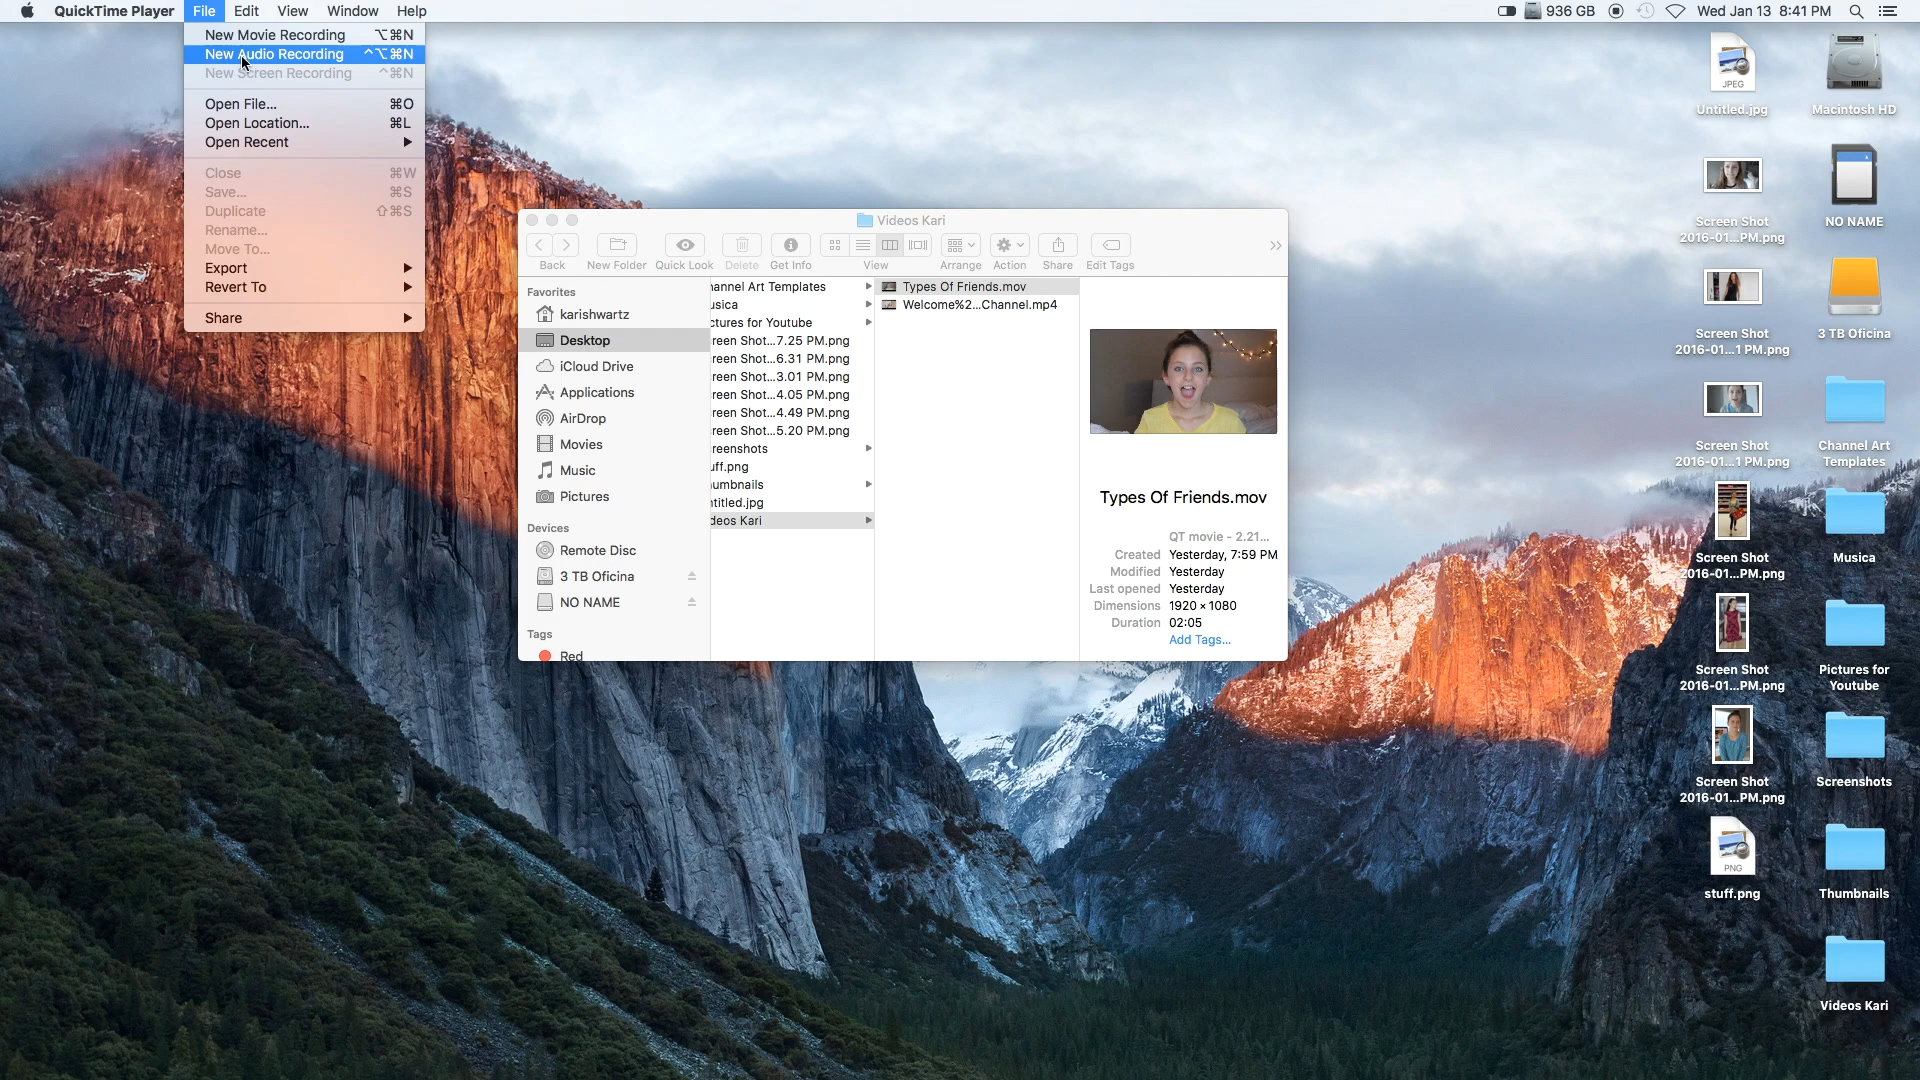 QuickTime Player File Edit View Window Help
936 GB Wed Jan 13 8:41 PM
New Movie Recording ⌥⌘N
New Audio Recording ^⌥⌘N
New Screen Recording ^⌘N
Open File... ⌘O
Open Location... ⌘L
Open Recent
Close ⌘W
Save... ⌘S
Duplicate ⇧⌘S
Rename...
Move To...
Export
Revert To
Share
Videos Kari
Back New Folder Quick Look Delete Get Info View Arrange Action Share Edit Tags
Favorites
karishwartz
Desktop
iCloud Drive
Applications
AirDrop
Movies
Music
Pictures
Devices
Remote Disc
3 TB Oficina
NO NAME
Tags
Red
hannel Art Templates
usica
ctures for Youtube
reen Shot...7.25 PM.png
reen Shot...6.31 PM.png
reen Shot...3.01 PM.png
reen Shot...4.05 PM.png
reen Shot...4.49 PM.png
reen Shot...5.20 PM.png
reenshots
uff.png
umbnails
ntitled.jpg
deos Kari
Types Of Friends.mov
Welcome%2...Channel.mp4
Types Of Friends.mov
QT movie - 2.21...
Created Yesterday, 7:59 PM
Modified Yesterday
Last opened Yesterday
Dimensions 1920 × 1080
Duration 02:05
Add Tags...
JPEG
Untitled.jpg
Screen Shot
2016-01...PM.png
Screen Shot
2016-01...1 PM.png
Screen Shot
2016-01...1 PM.png
Screen Shot
2016-01...PM.png
Screen Shot
2016-01...PM.png
Screen Shot
2016-01...PM.png
PNG
stuff.png
Macintosh HD
NO NAME
3 TB Oficina
Channel Art
Templates
Musica
Pictures for
Youtube
Screenshots
Thumbnails
Videos Kari